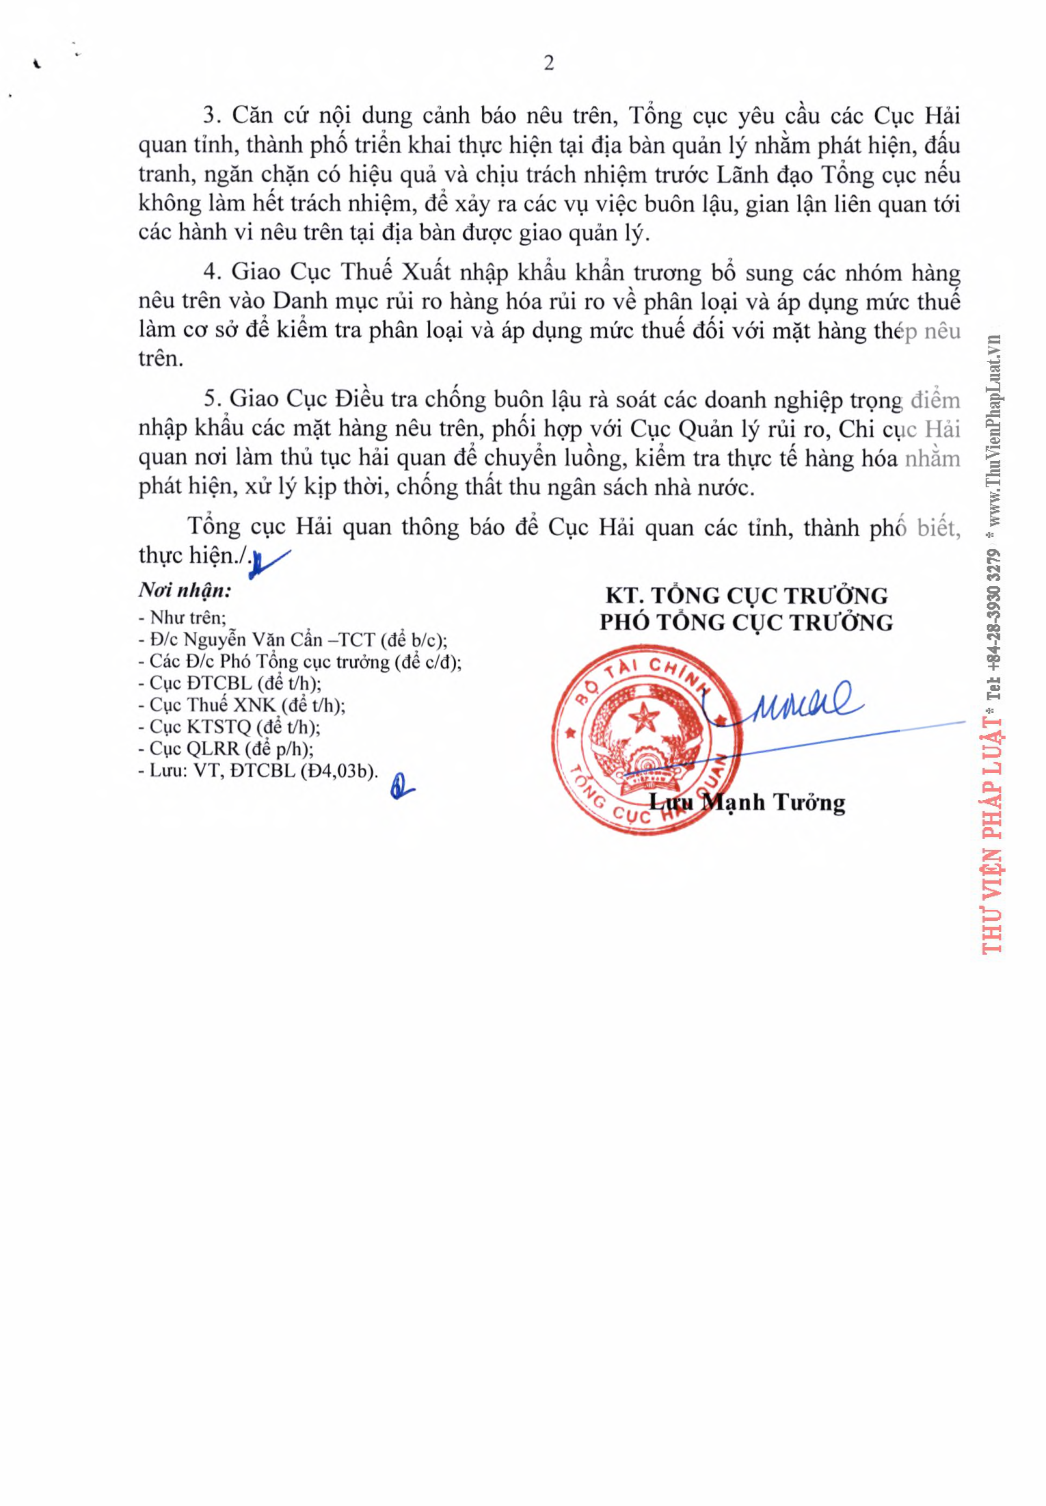 2
3. Căn cứ nội dung cảnh báo nêu trên, Tổng cục yêu cầu các Cục Hải
quan tỉnh, thành phố triển khai thực hiện tại địa bàn quản lý nhằm phát hiện, đấu
tranh, ngăn chặn có hiệu quả và chịu trách nhiệm trước Lãnh đạo Tổng cục nếu
không làm hết trách nhiệm, để xảy ra các vụ việc buôn lậu, gian lận liên quan tới
các hành vi nêu trên tại địa bàn được giao quản lý.
4. Giao Cục Thuế Xuất nhập khẩu khẩn trương bổ sung các nhóm hàng
nêu trên vào Danh mục rủi ro hàng hóa rủi ro về phân loại và áp dụng mức thuế
làm cơ sở để kiểm tra phân loại và áp dụng mức thuế đối với mặt hàng thép nêu
trên.
5. Giao Cục Điều tra chống buôn lậu rà soát các doanh nghiệp trọng điểm
nhập khẩu các mặt hàng nêu trên, phối hợp với Cục Quản lý rủi ro, Chi cục Hải
quan nơi làm thủ tục hải quan để chuyển luồng, kiểm tra thực tế hàng hóa nhằm
phát hiện, xử lý kịp thời, chống thất thu ngân sách nhà nước.
Tổng cục Hải quan thông báo để Cục Hải quan các tỉnh, thành phố biết,
thực hiện./.
Nơi nhận:
- Như trên;
- Đ/c Nguyễn Văn Cẩn –TCT (để b/c);
- Các Đ/c Phó Tổng cục trưởng (để c/đ);
- Cục ĐTCBL (để t/h);
- Cục Thuế XNK (để t/h);
- Cục KTSTQ (để t/h);
- Cục QLRR (để p/h);
- Lưu: VT, ĐTCBL (Đ4,03b).
KT. TỔNG CỤC TRƯỞNG
PHÓ TỔNG CỤC TRƯỞNG
BỘ TÀI CHÍNH
TỔNG CỤC HẢI QUAN
Lưu Mạnh Tưởng
THƯ VIỆN PHÁP LUẬT * Tel: +84-28-3930 3279 * www.ThuVienPhapLuat.vn